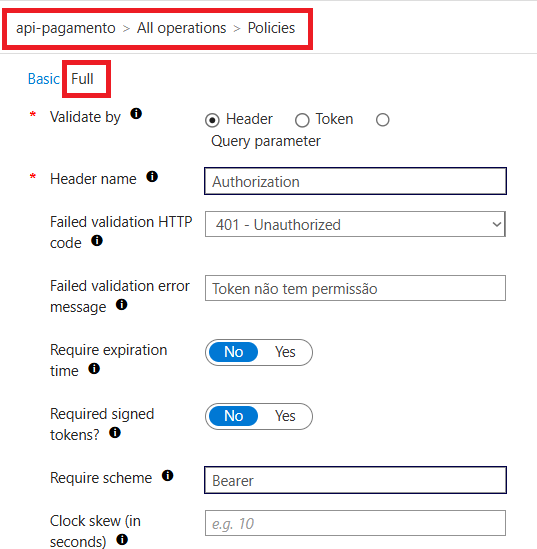 api-pagamento > All operations > Policies
Basic Full
* Validate by Header Token
Query parameter
* Header name Authorization
Failed validation HTTP 401 - Unauthorized
code
Failed validation error Token não tem permissão
message
Require expiration No Yes
time
Required signed No Yes
tokens?
Require scheme Bearer
Clock skew (in e.g. 10
seconds)